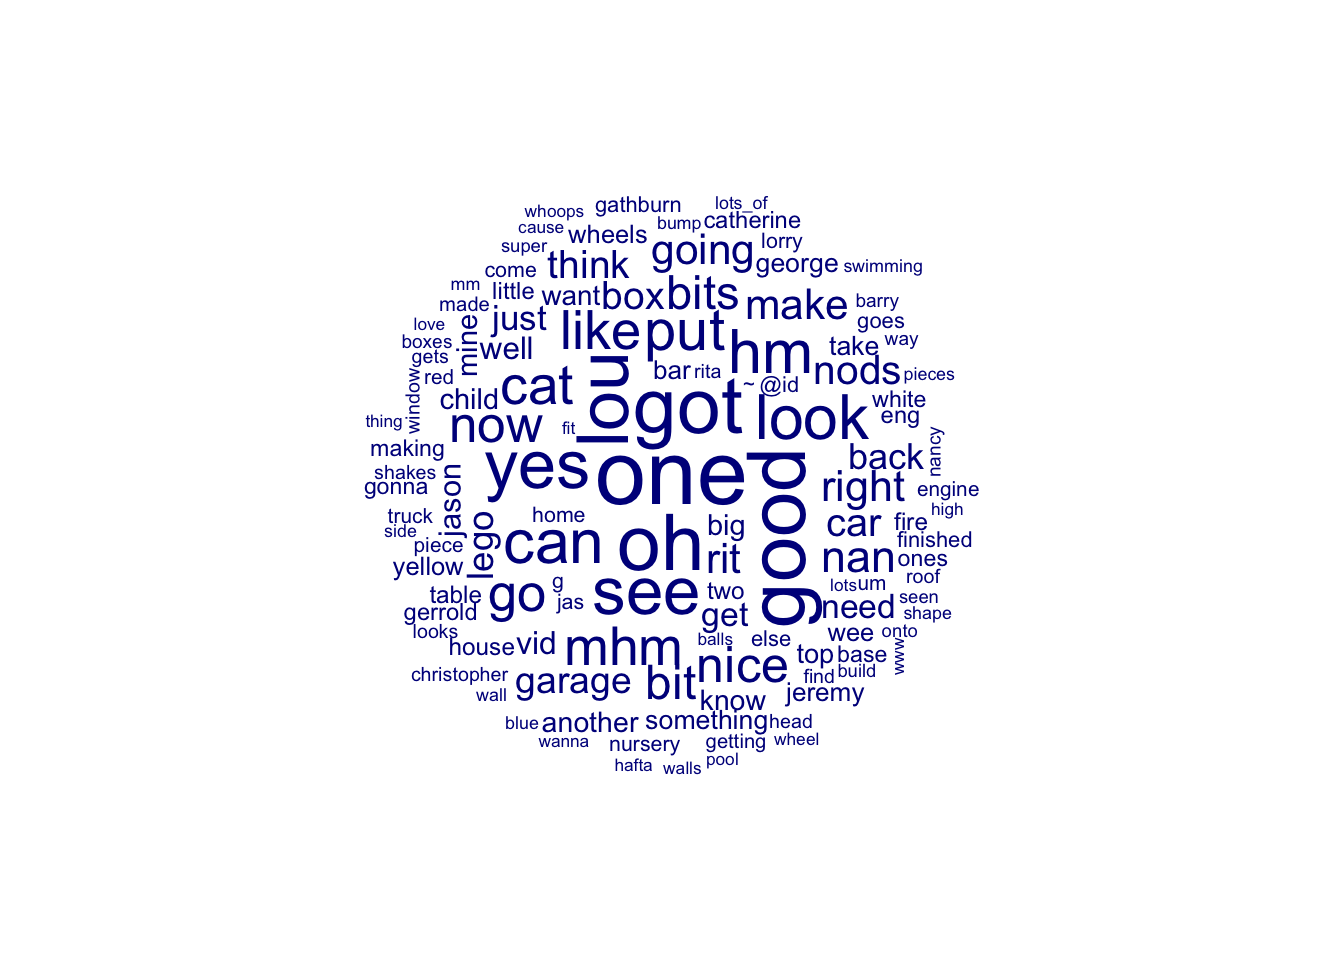 whoops gathburn lots_of
cause wheels bump catherine
super think going lorry
come george swimming
mm little want box bits make barry
made just like put goes
love mine well hm take way
boxes gets cat lou bar rita nods pieces
red child got ~ @id look white
window now fit eng
thing
making yes one good back nancy
shakes right engine
gonna jason home big car fire high
truck lego can oh rit nan finished
side piece ones
yellow g two lots um roof
table go jas see get need seen
gerrold shape
looks house vid mhm balls else wee onto
nice top base www
christopher garage bit find build
wall know jeremy
blue another something head
wanna nursery getting wheel
hafta walls pool